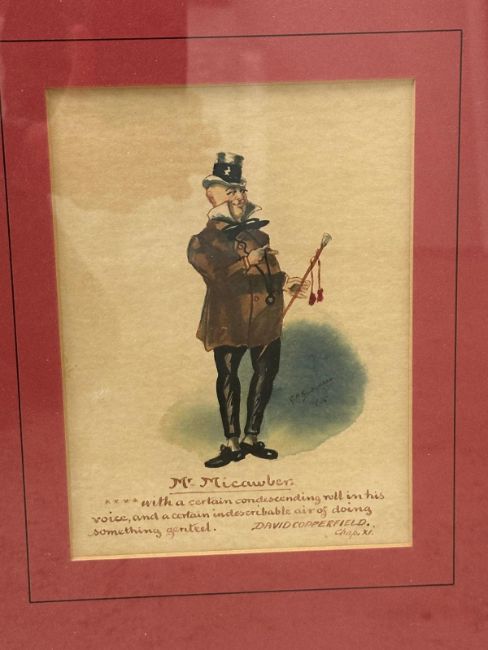 Mr. Micawber.
**** with a certain condescending roll in his
voice, and a certain indescribable air of doing
something genteel. DAVID COPPERFIELD.
Chap. XI.